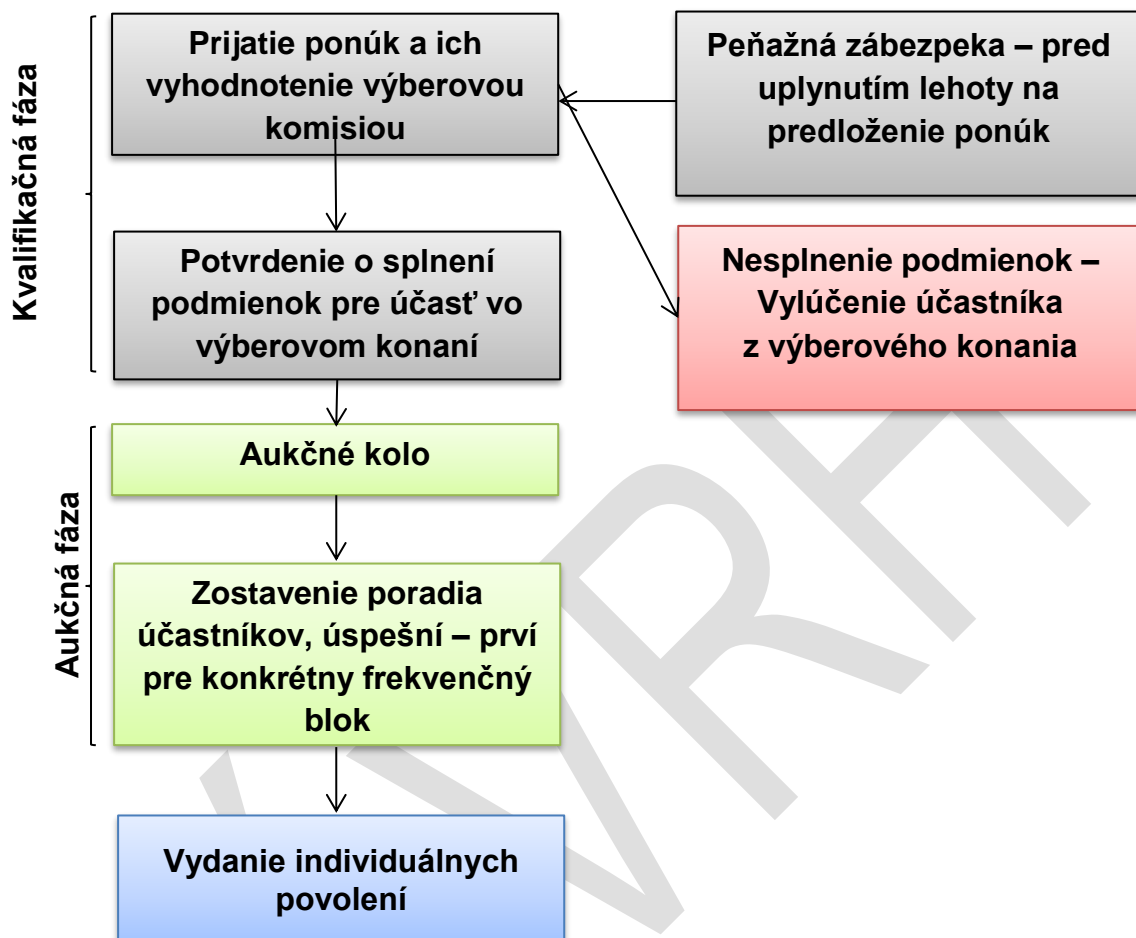 Kvalifikačná fáza
Prijatie ponúk a ich
vyhodnotenie výberovou
komisiou
Peňažná zábezpeka – pred
uplynutím lehoty na
predloženie ponúk
Potvrdenie o splnení
podmienok pre účasť vo
výberovom konaní
Nesplnenie podmienok –
Vylúčenie účastníka
z výberového konania
Aukčná fáza
Aukčné kolo
Zostavenie poradia
účastníkov, úspešní – prví
pre konkrétny frekvenčný
blok
Vydanie individuálnych
povolení